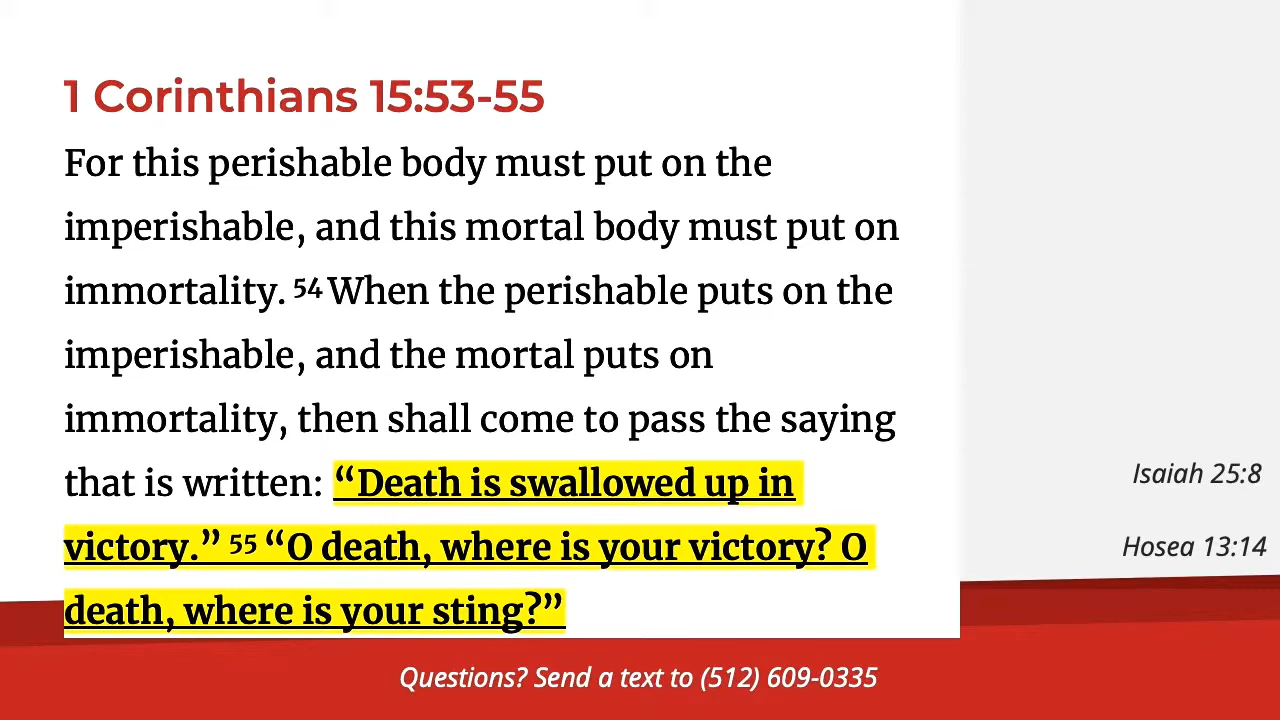 1 Corinthians 15:53-55
For this perishable body must put on the
imperishable, and this mortal body must put on
immortality. 54 When the perishable puts on the
imperishable, and the mortal puts on
immortality, then shall come to pass the saying
that is written: “Death is swallowed up in
victory.” 55 “O death, where is your victory? O
death, where is your sting?”
Isaiah 25:8
Hosea 13:14
Questions? Send a text to (512) 609-0335